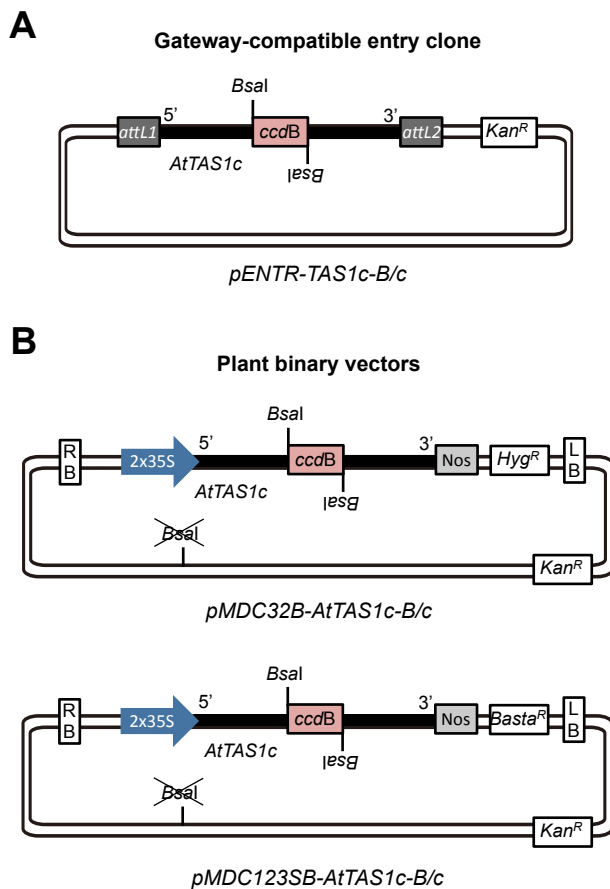 A
Gateway-compatible entry clone
BsaI
attL1 5' ccdB 3' attL2 KanR
AtTAS1c
BsaI
pENTR-TAS1c-B/c
B
Plant binary vectors
BsaI
RB 2x35S 5' ccdB 3' Nos HygR LB
AtTAS1c
BsaI
BsaI
KanR
pMDC32B-AtTAS1c-B/c
BsaI
RB 2x35S 5' ccdB 3' Nos BastaR LB
AtTAS1c
BsaI
BsaI
KanR
pMDC123SB-AtTAS1c-B/c